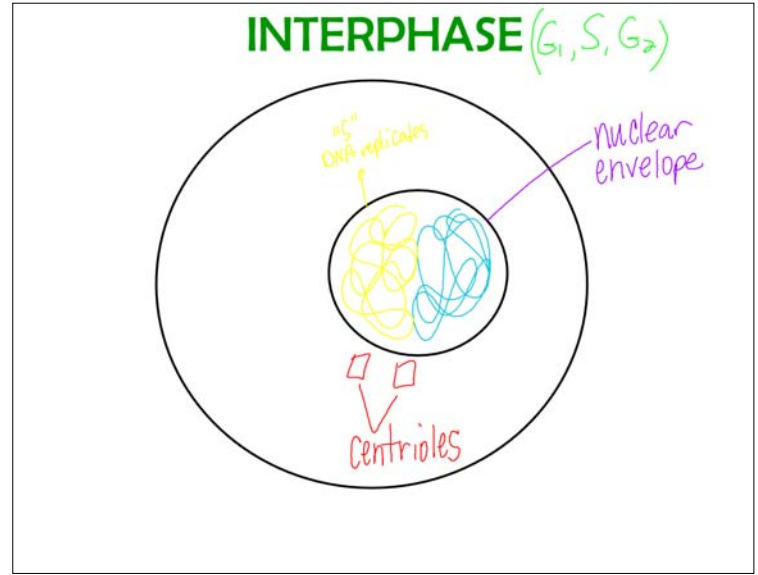 INTERPHASE (G₁, S, G₂)
"S"
DNA replicates
nuclear
envelope
centrioles